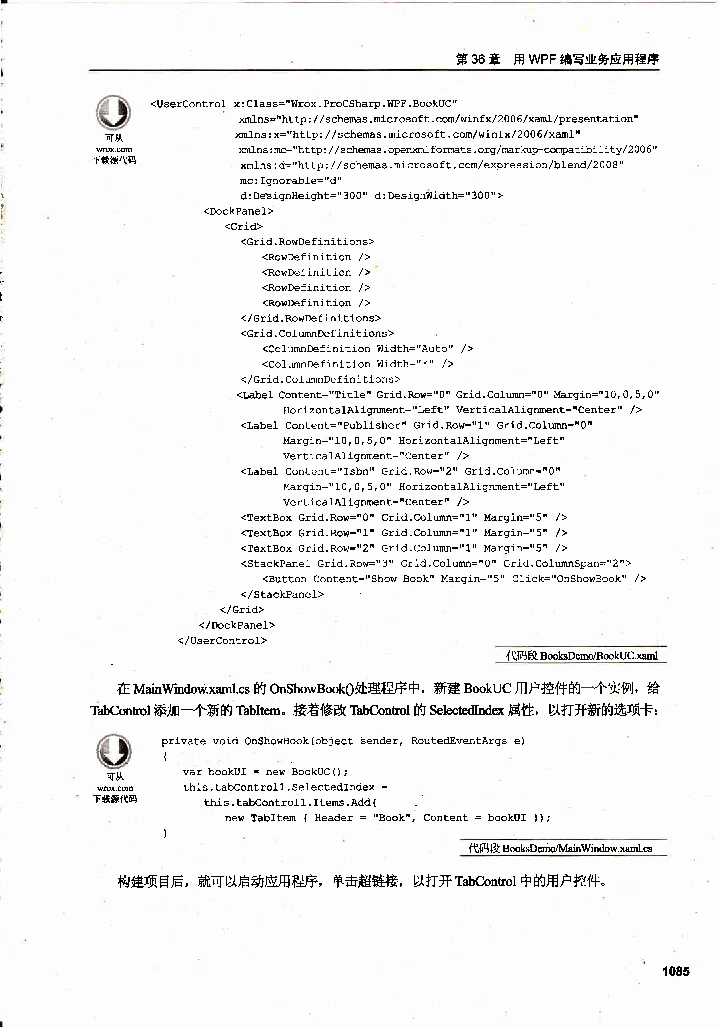 第 36 章 用 WPF 编写业务应用程序
可从
wrox.com
下载源代码
<UserControl x:Class="Wrox.ProCSharp.WPF.BookUC"
xmlns="http://schemas.microsoft.com/winfx/2006/xaml/presentation"
xmlns:x="http://schemas.microsoft.com/winfx/2006/xaml"
xmlns:mc="http://schemas.openxmlformats.org/markup-compatibility/2006"
xmlns:d="http://schemas.microsoft.com/expression/blend/2008"
mc:Ignorable="d"
d:DesignHeight="300" d:DesignWidth="300">
<DockPanel>
<Grid>
<Grid.RowDefinitions>
<RowDefinition />
<RowDefinition />
<RowDefinition />
<RowDefinition />
</Grid.RowDefinitions>
<Grid.ColumnDefinitions>
<ColumnDefinition Width="Auto" />
<ColumnDefinition Width="*" />
</Grid.ColumnDefinitions>
<Label Content="Title" Grid.Row="0" Grid.Column="0" Margin="10,0,5,0"
HorizontalAlignment="Left" VerticalAlignment="Center" />
<Label Content="Publisher" Grid.Row="1" Grid.Column="0"
Margin="10,0,5,0" HorizontalAlignment="Left"
VerticalAlignment="Center" />
<Label Content="Isbn" Grid.Row="2" Grid.Column="0"
Margin="10,0,5,0" HorizontalAlignment="Left"
VerticalAlignment="Center" />
<TextBox Grid.Row="0" Grid.Column="1" Margin="5" />
<TextBox Grid.Row="1" Grid.Column="1" Margin="5" />
<TextBox Grid.Row="2" Grid.Column="1" Margin="5" />
<StackPanel Grid.Row="3" Grid.Column="0" Grid.ColumnSpan="2">
<Button Content="Show Book" Margin="5" Click="OnShowBook" />
</StackPanel>
</Grid>
</DockPanel>
</UserControl>
代码段 BooksDemo/BookUC.xaml
在 MainWindow.xaml.cs 的 OnShowBook()处理程序中，新建 BookUC 用户控件的一个实例，给
TabControl 添加一个新的 TabItem。接着修改 TabControl 的 SelectedIndex 属性，以打开新的选项卡：
可从
wrox.com
下载源代码
private void OnShowBook(object sender, RoutedEventArgs e)
{
var bookUI = new BookUC();
this.tabControl1.SelectedIndex =
this.tabControl1.Items.Add(
new TabItem { Header = "Book", Content = bookUI });
}
代码段 BooksDemo/MainWindow.xaml.cs
构建项目后，就可以启动应用程序，单击超链接，以打开 TabControl 中的用户控件。
1085